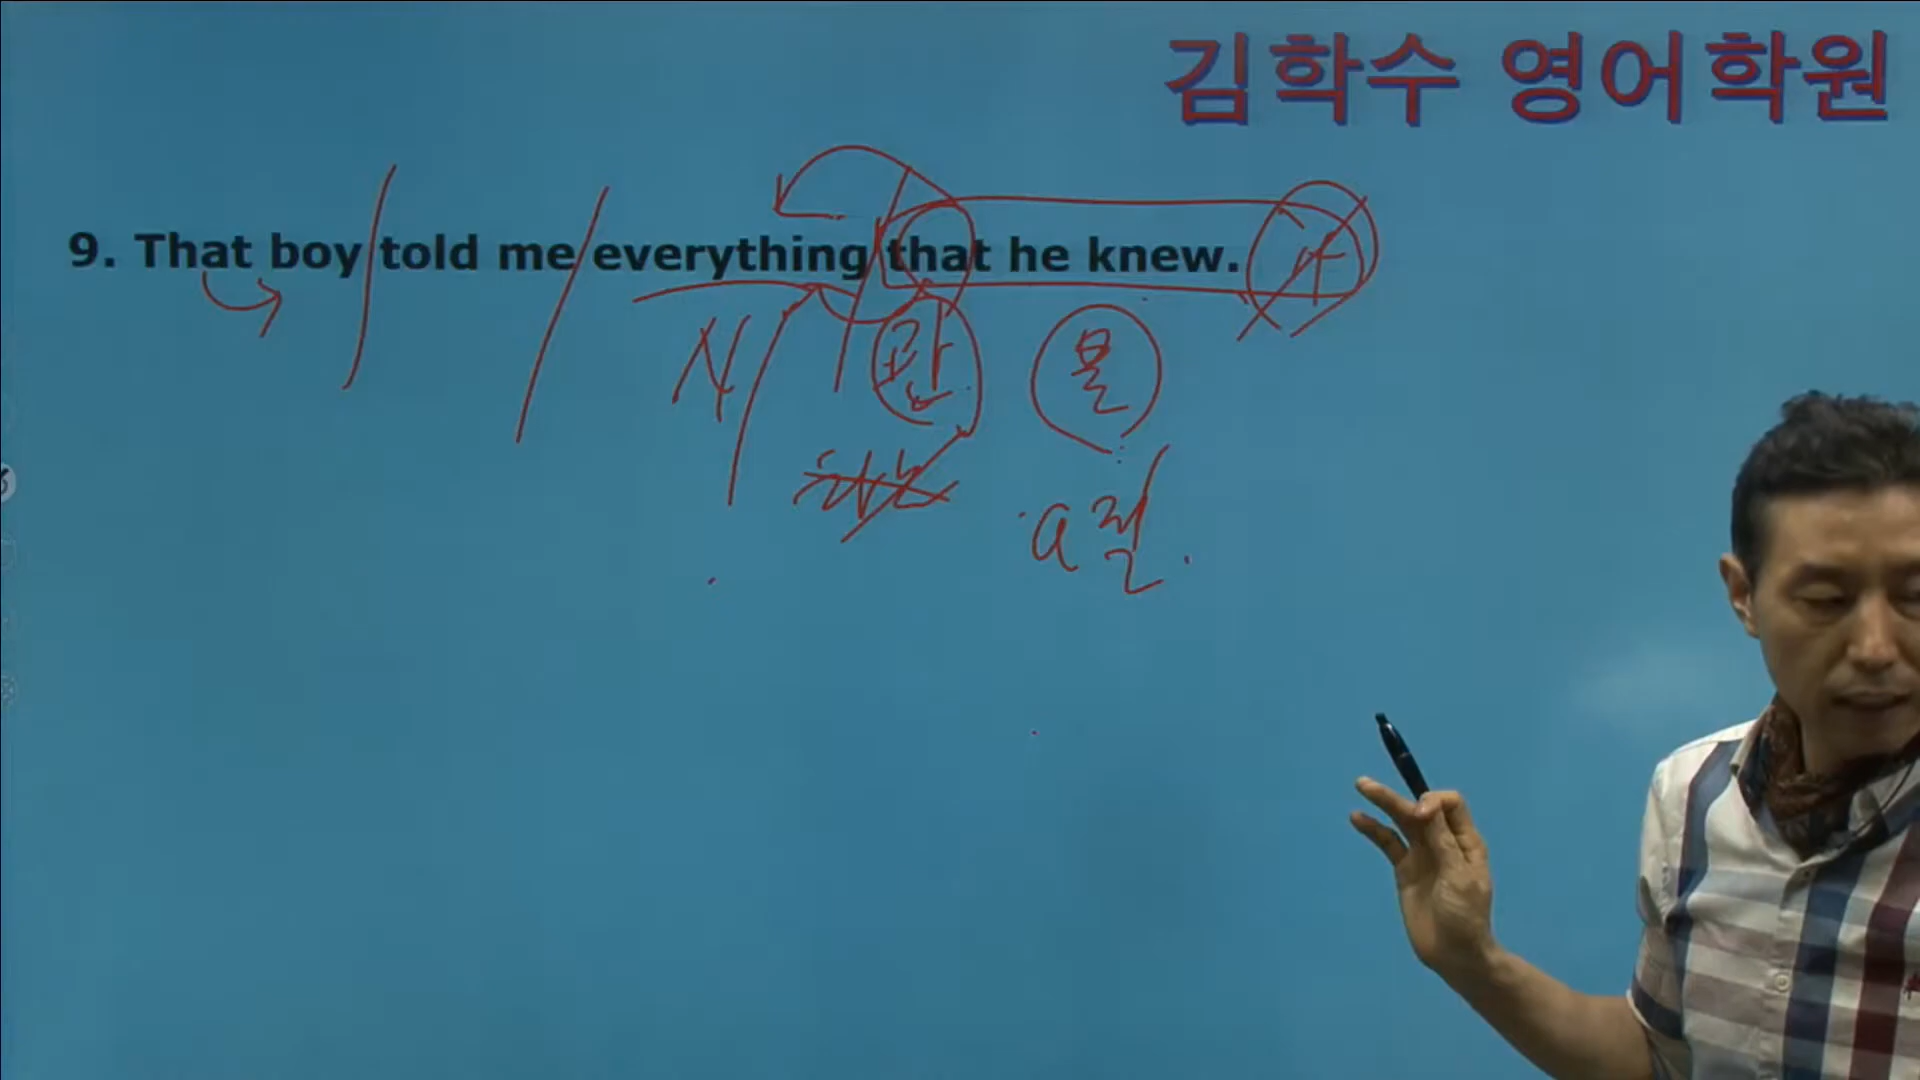 김학수 영어학원
9. That boy told me everything that he knew.
N 관 불
a절